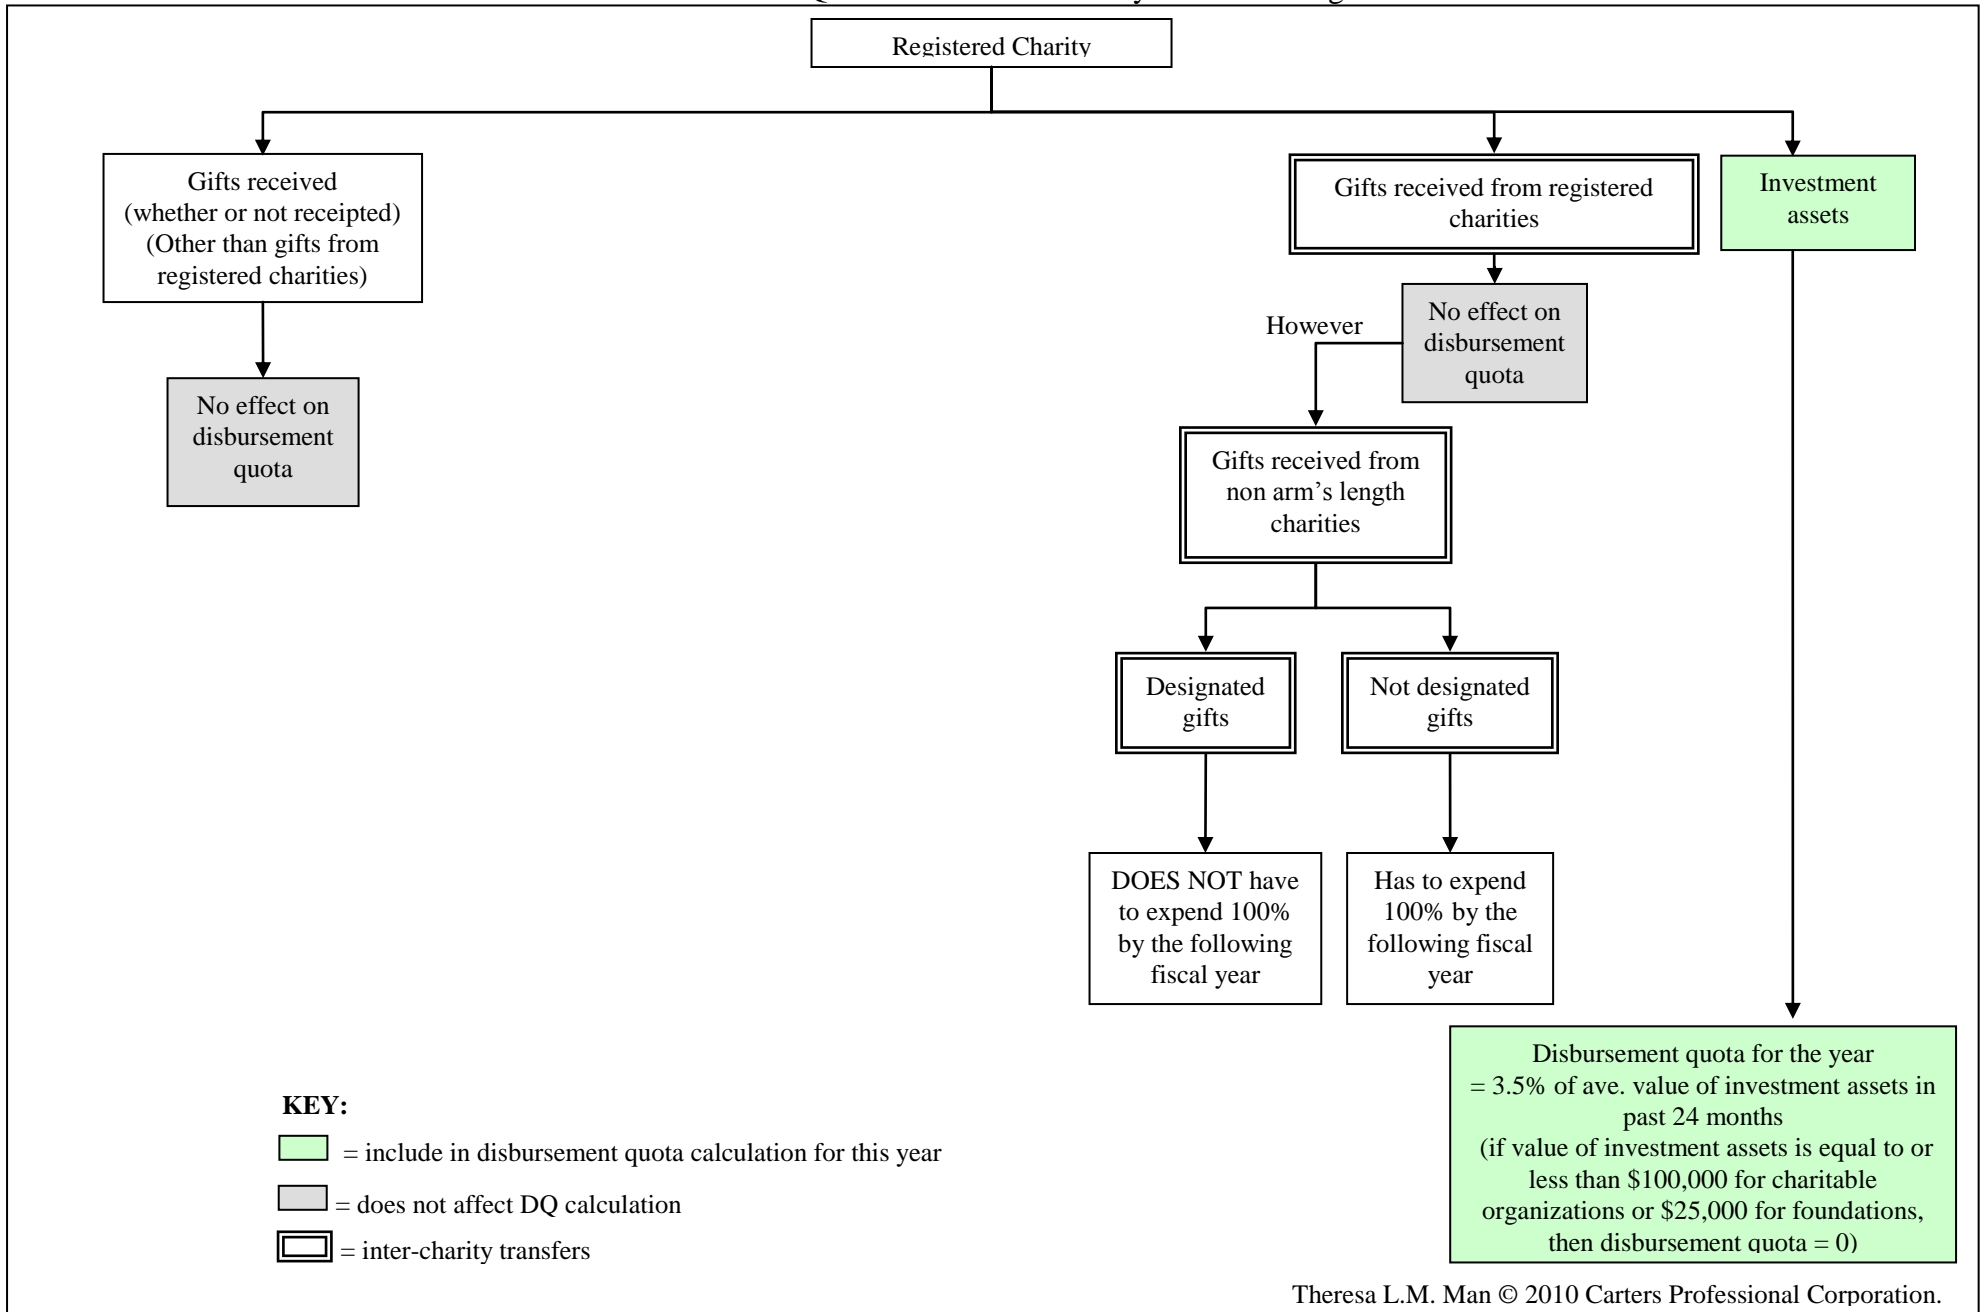 Registered Charity
Gifts received
(whether or not receipted)
(Other than gifts from
registered charities)
Gifts received from registered
charities
Investment
assets
No effect on
disbursement
quota
However
No effect on
disbursement
quota
Gifts received from
non arm’s length
charities
Designated
gifts
Not designated
gifts
DOES NOT have
to expend 100%
by the following
fiscal year
Has to expend
100% by the
following fiscal
year
Disbursement quota for the year
= 3.5% of ave. value of investment assets in
past 24 months
(if value of investment assets is equal to or
less than $100,000 for charitable
organizations or $25,000 for foundations,
then disbursement quota = 0)
KEY:
= include in disbursement quota calculation for this year
= does not affect DQ calculation
= inter-charity transfers
Theresa L.M. Man © 2010 Carters Professional Corporation.